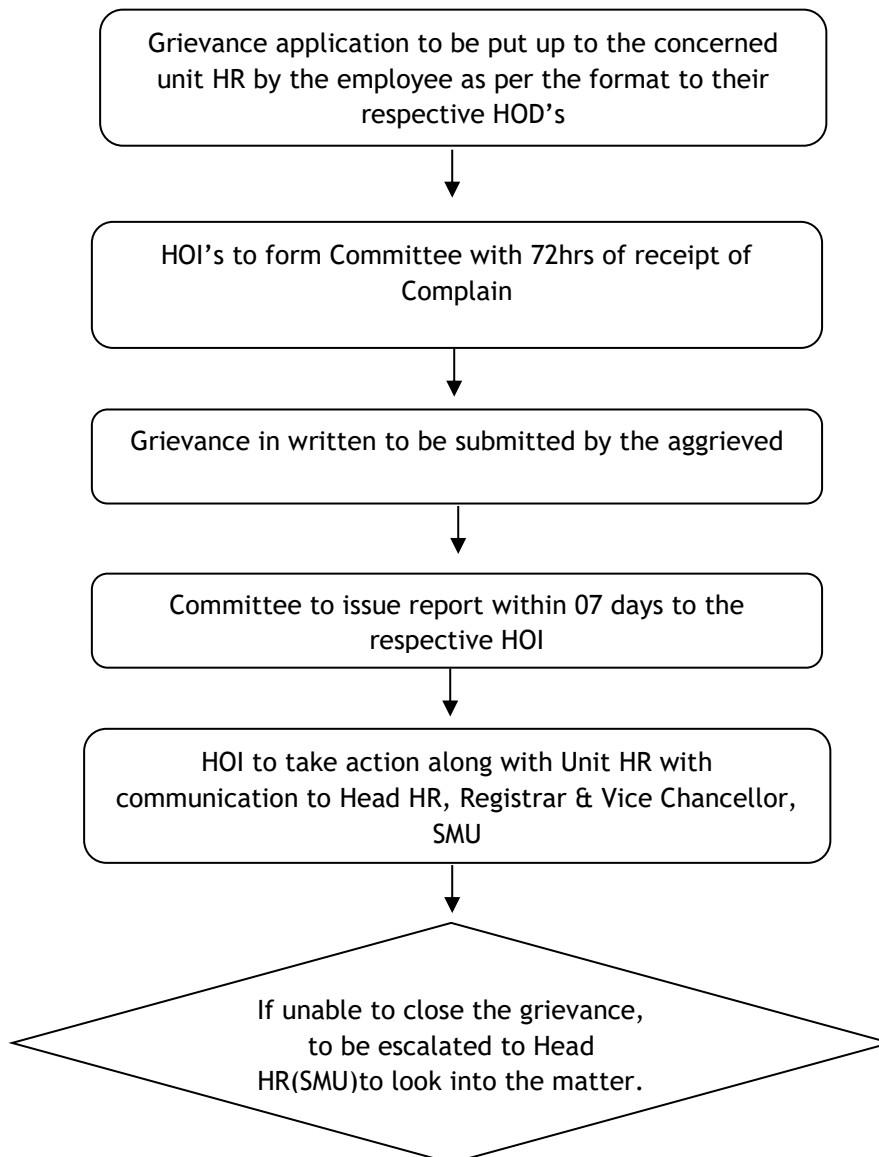 Grievance application to be put up to the concerned
unit HR by the employee as per the format to their
respective HOD’s
HOI’s to form Committee with 72hrs of receipt of
Complain
Grievance in written to be submitted by the aggrieved
Committee to issue report within 07 days to the
respective HOI
HOI to take action along with Unit HR with
communication to Head HR, Registrar & Vice Chancellor,
SMU
If unable to close the grievance,
to be escalated to Head
HR(SMU)to look into the matter.